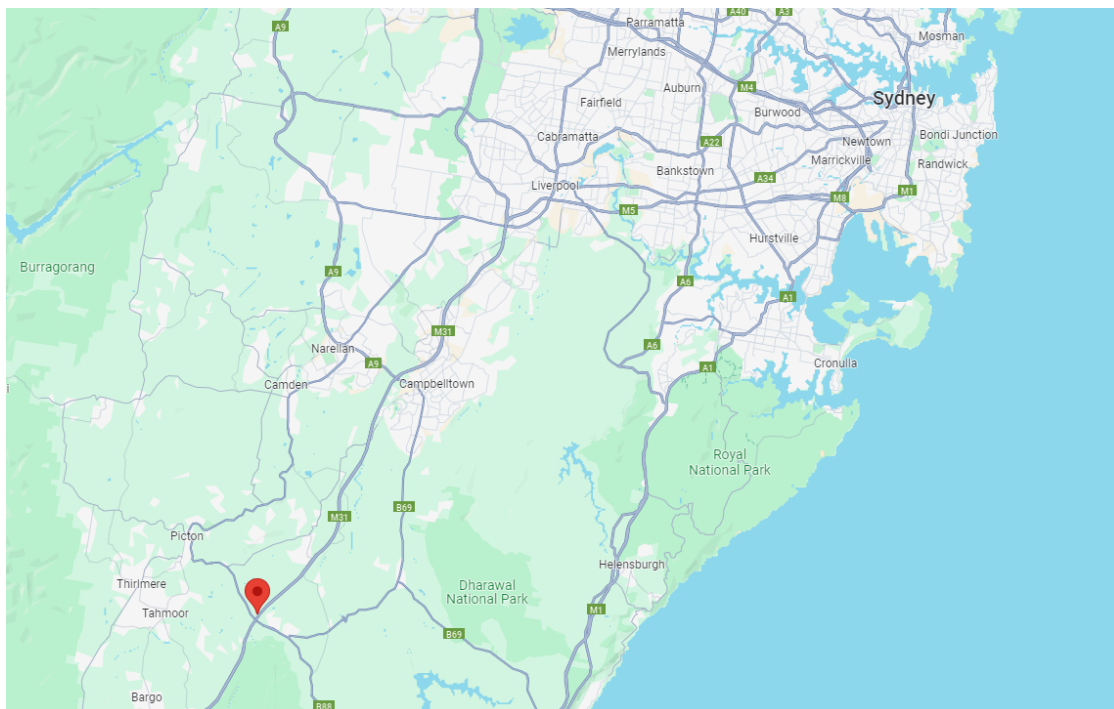 Parramatta
A40
A3
A9
Mosman
Merrylands
M4
Auburn
Sydney
Fairfield
Burwood
Cabramatta
A22
Newtown
Bondi Junction
Marrickville
Randwick
Bankstown
A34
Liverpool
M8
M1
M5
Hurstville
Burragorang
A9
A6
A1
M31
Narellan
A6
A9
A1
Cronulla
Camden
Campbelltown
i
Royal
National Park
B69
M31
Picton
Helensburgh
Thirlmere
Dharawal
National Park
Tahmoor
M1
B69
Bargo
B88